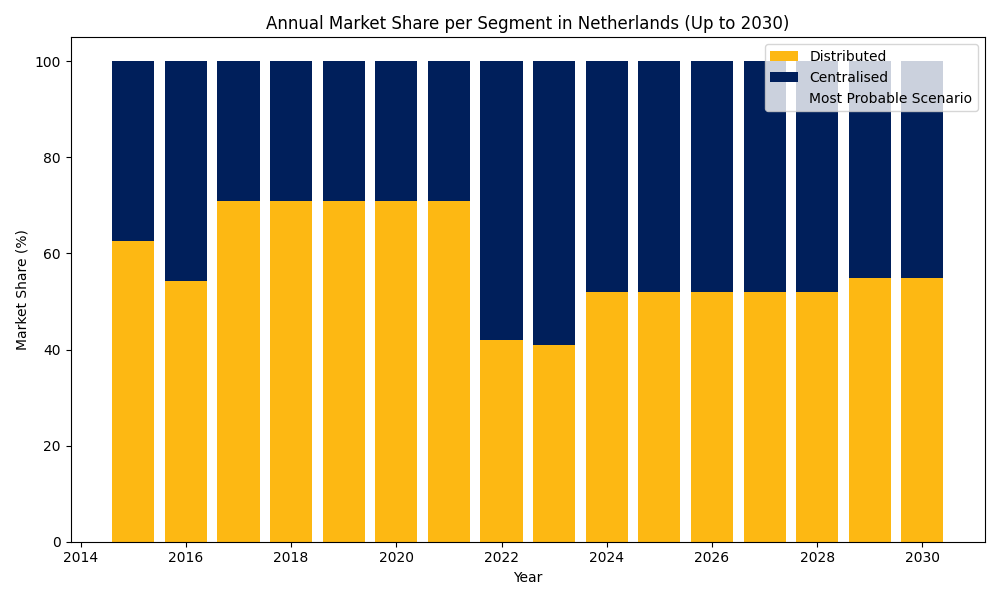 Annual Market Share per Segment in Netherlands (Up to 2030)
Distributed
Centralised
Most Probable Scenario
Market Share (%)
100
80
60
40
20
0
2014 2016 2018 2020 2022 2024 2026 2028 2030
Year